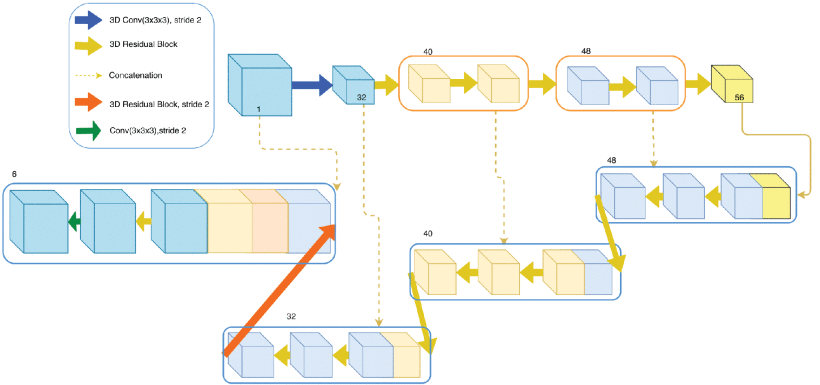 3D Conv(3x3x3), stride 2
3D Residual Block
Concatenation
3D Residual Block, stride 2
Conv(3x3x3),stride 2
1
32
40
48
56
48
6
40
32